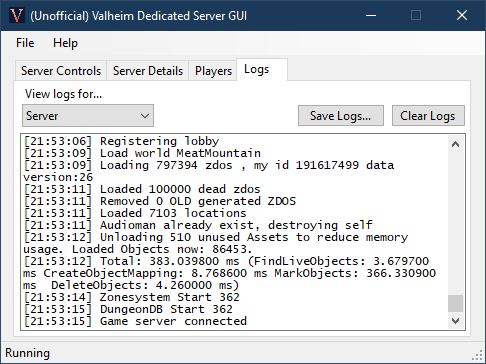 (Unofficial) Valheim Dedicated Server GUI
File Help
Server Controls Server Details Players Logs
View logs for...
Server Save Logs... Clear Logs
[21:53:06] Registering lobby
[21:53:09] Load world MeatMountain
[21:53:09] Loading 797394 zdos , my id 191617499 data
version:26
[21:53:11] Loaded 100000 dead zdos
[21:53:11] Removed 0 OLD generated ZDOS
[21:53:11] Loaded 7103 locations
[21:53:11] Audioman already exist, destroying self
[21:53:12] Unloading 510 unused Assets to reduce memory
usage. Loaded Objects now: 86453.
[21:53:12] Total: 383.039800 ms (FindLiveObjects: 3.679700
ms CreateObjectMapping: 8.768600 ms MarkObjects: 366.330900
ms  DeleteObjects: 4.260000 ms)
[21:53:14] Zonesystem Start 362
[21:53:15] DungeonDB Start 362
[21:53:15] Game server connected
Running